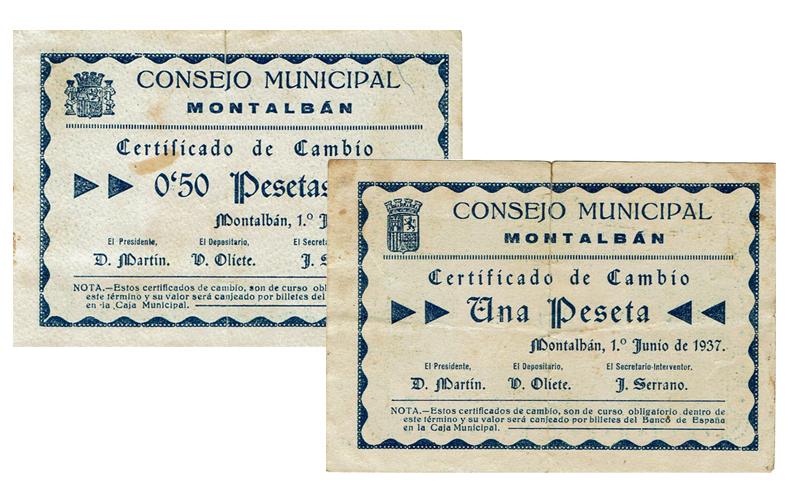 CONSEJO MUNICIPAL
MONTALBÁN
Certificado de Cambio
0'50 Pesetas
Montalbán, 1.º J
El Presidente, El Depositario, El Secreta
D. Martín. V. Oliete. J. S
NOTA.—Estos certificados de cambio, son de curso obl
este término y su valor será canjeado por billetes del
en la Caja Municipal.
CONSEJO MUNICIPAL
MONTALBÁN
Certificado de Cambio
Una Peseta
Montalbán, 1.º Junio de 1937.
El Presidente, El Depositario, El Secretario-Interventor.
D. Martín. V. Oliete. J. Serrano.
NOTA.—Estos certificados de cambio, son de curso obligatorio dentro de
este término y su valor será canjeado por billetes del Banco de España
en la Caja Municipal.